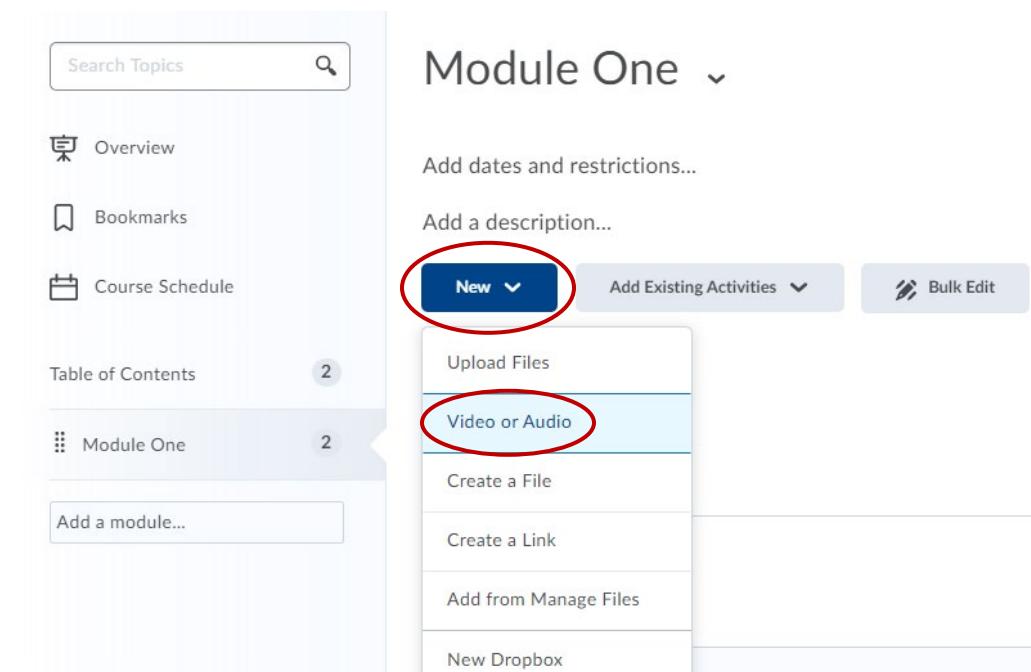 Search Topics
Overview
Bookmarks
Course Schedule
Table of Contents 2
Module One 2
Add a module...
Module One
Add dates and restrictions...
Add a description...
New Add Existing Activities Bulk Edit
Upload Files
Video or Audio
Create a File
Create a Link
Add from Manage Files
New Dropbox